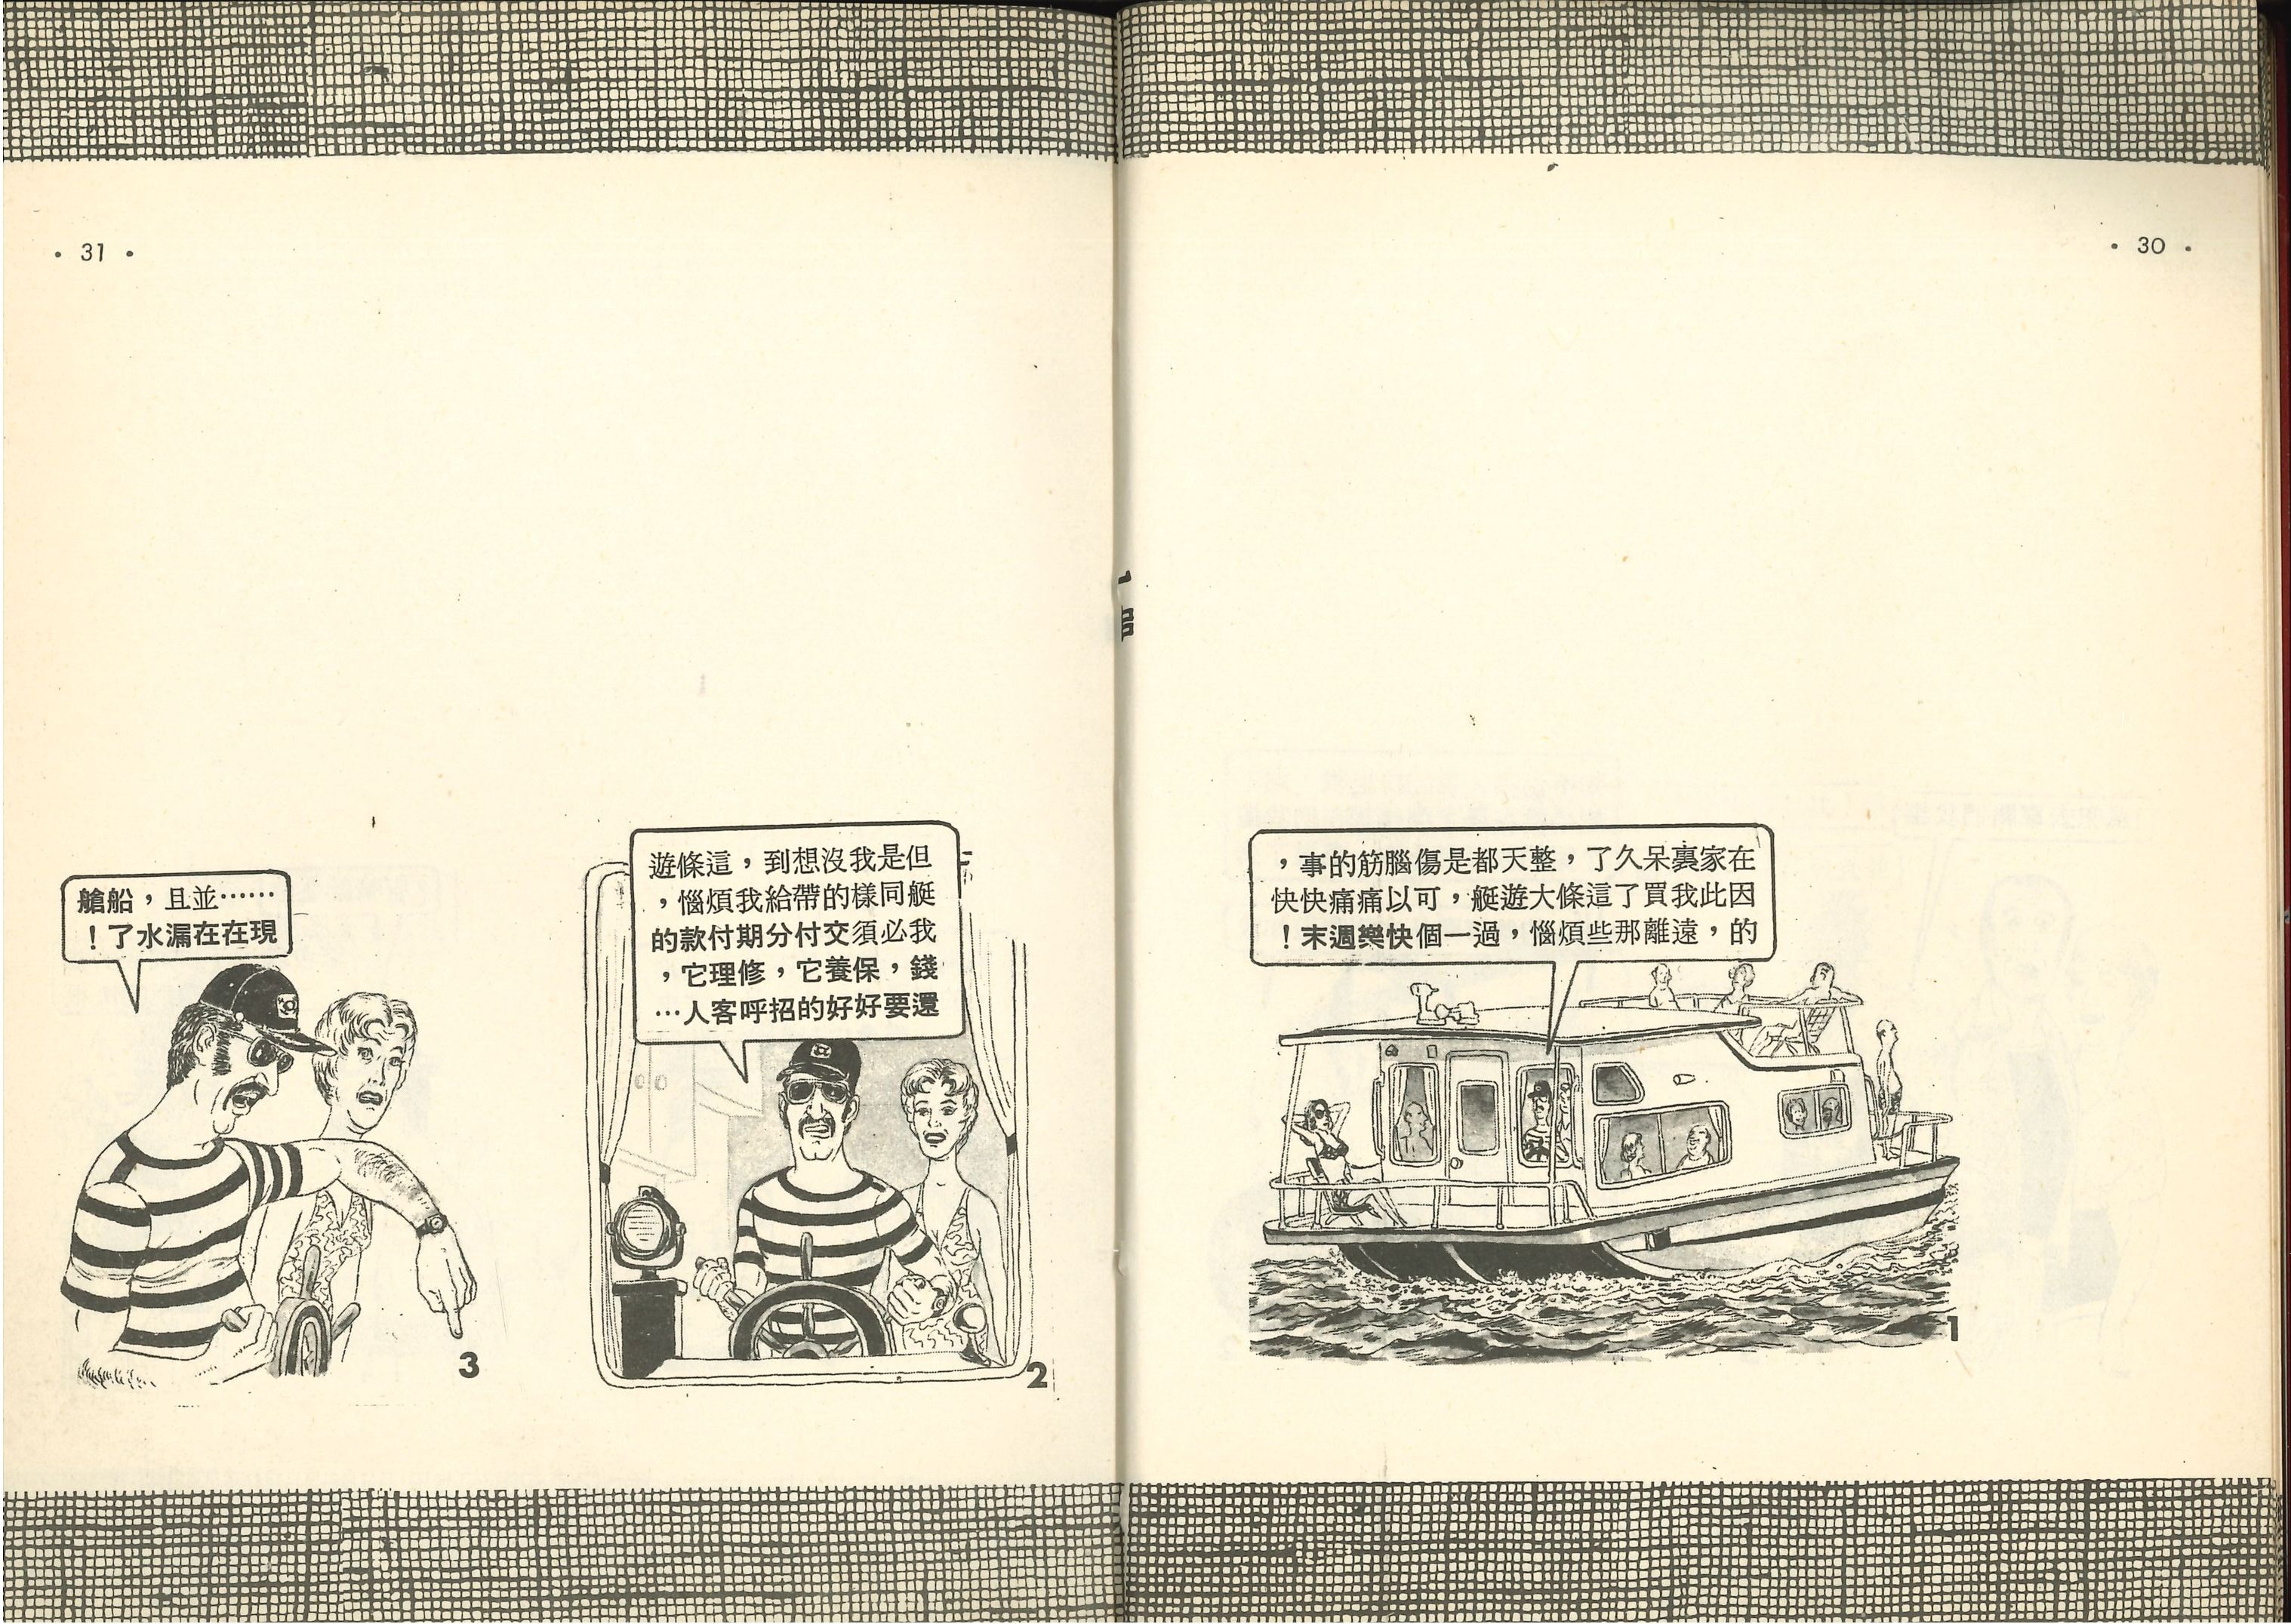 · 30 ·
在家裏呆久了，整天都是傷腦筋的事，
因此我買了這條大遊艇，可以痛痛快快
的，遠離那些煩惱，過一個快樂週末！
1
· 31 ·
但是我沒想到，這條遊
艇同樣的帶給我煩惱，
我必須交付分期付款的
錢，保養它，修理它，
還要好好的招呼客人…
2
……並且，船艙
現在在漏水了！
3